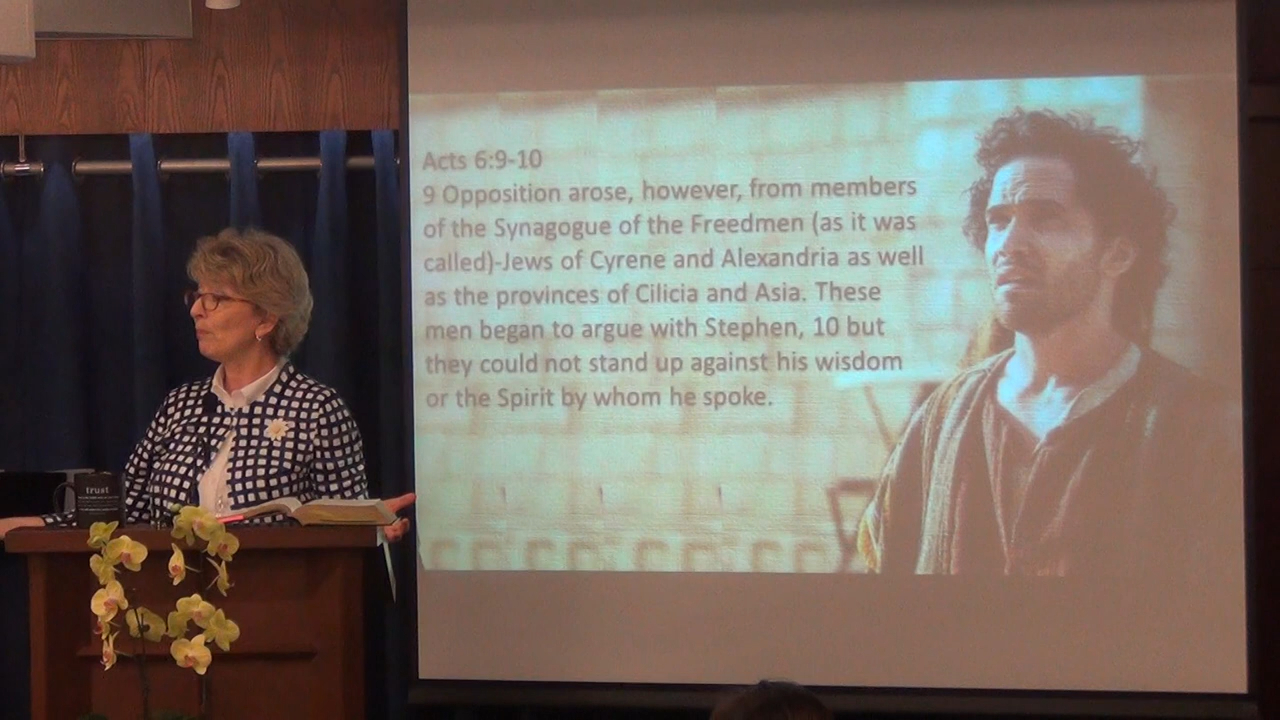 Acts 6:9-10
9 Opposition arose, however, from members
of the Synagogue of the Freedmen (as it was
called)-Jews of Cyrene and Alexandria as well
as the provinces of Cilicia and Asia. These
men began to argue with Stephen, 10 but
they could not stand up against his wisdom
or the Spirit by whom he spoke.
trust